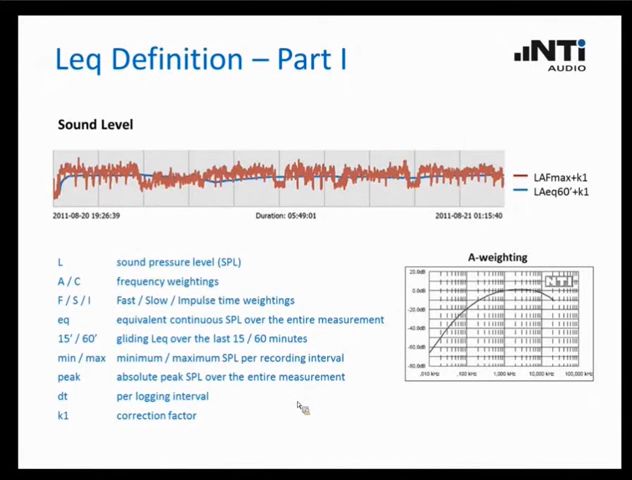 Leq Definition – Part I
NTi
AUDIO
Sound Level
LAFmax+k1
LAeq60'+k1
2011-08-20 19:26:39 Duration: 05:49:01 2011-08-21 01:15:40
L sound pressure level (SPL)
A / C frequency weightings
F / S / I Fast / Slow / Impulse time weightings
eq equivalent continuous SPL over the entire measurement
15' / 60' gliding Leq over the last 15 / 60 minutes
min / max minimum / maximum SPL per recording interval
peak absolute peak SPL over the entire measurement
dt per logging interval
k1 correction factor
A-weighting
NTi
20.0dB
0.0dB
-20.0dB
-40.0dB
-60.0dB
-80.0dB
,010 kHz ,100 kHz 1,000 kHz 10,000 kHz 100,000 kHz